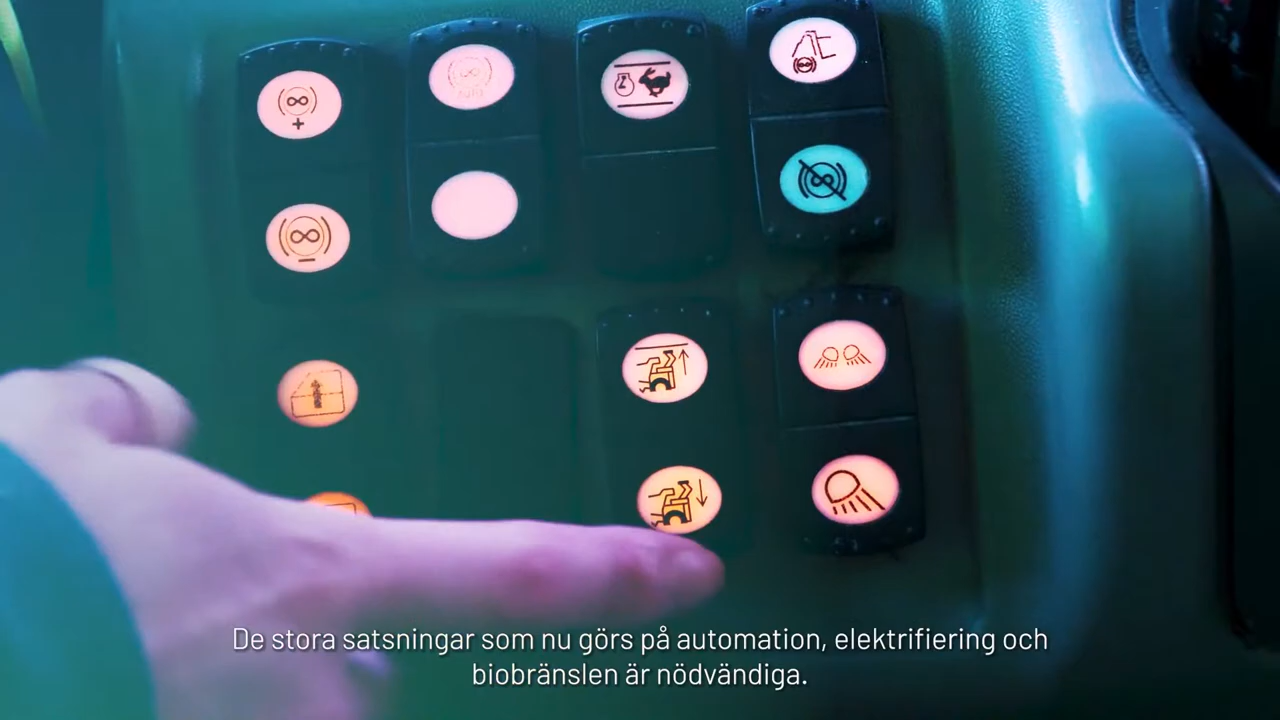 De stora satsningar som nu görs på automation, elektrifiering och
biobränslen är nödvändiga.